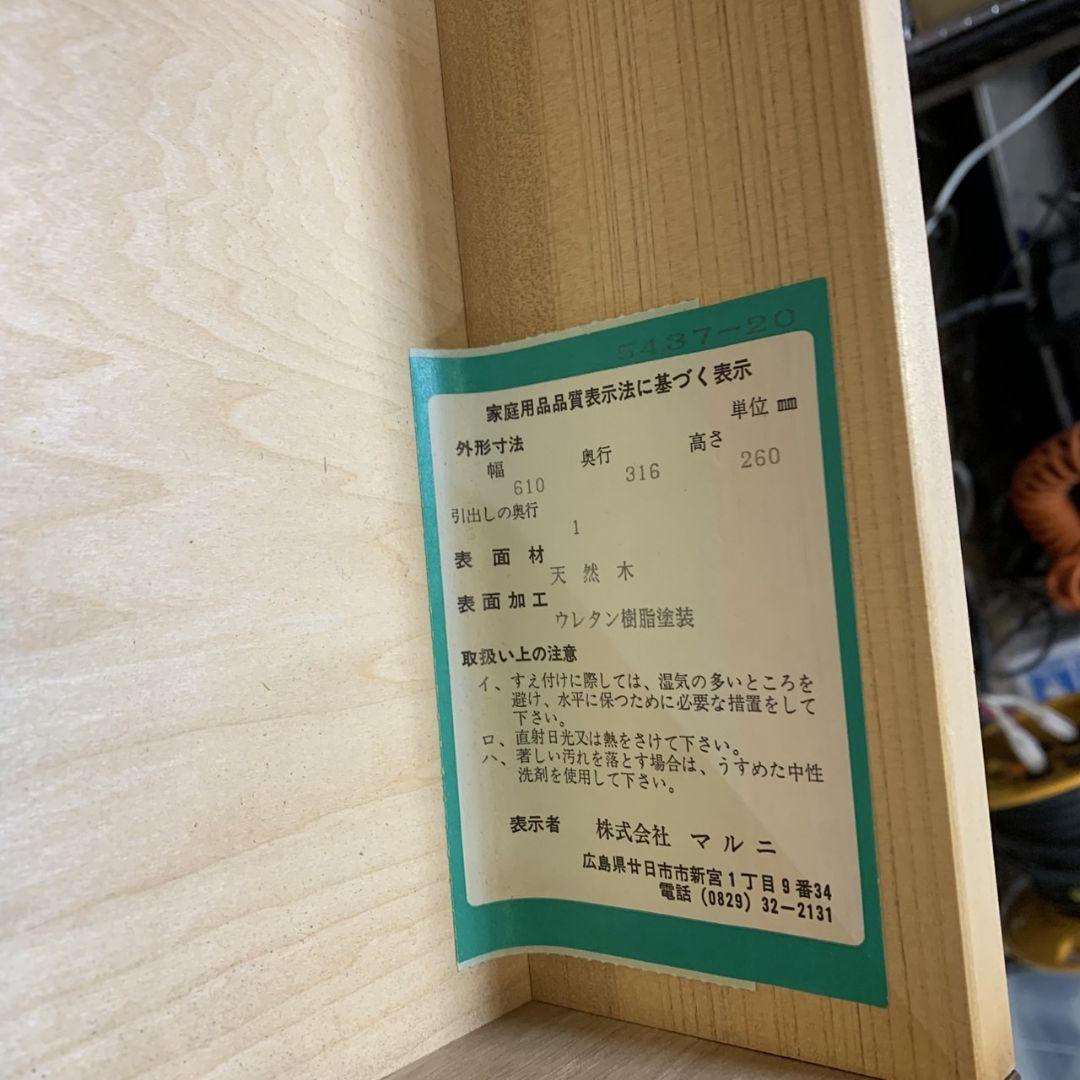 5437-20
家庭用品品質表示法に基づく表示
単位 ㎜
外形寸法
幅 610 奥行 316 高さ 260
引出しの奥行
1
表面材
天然木
表面加工
ウレタン樹脂塗装
取扱い上の注意
イ、すえ付けに際しては、湿気の多いところを
避け、水平に保つために必要な措置をして
下さい。
ロ、直射日光又は熱をさけて下さい。
ハ、著しい汚れを落とす場合は、うすめた中性
洗剤を使用して下さい。
表示者 株式会社 マルニ
広島県廿日市市新宮1丁目9番34
電話 (0829) 32-2131